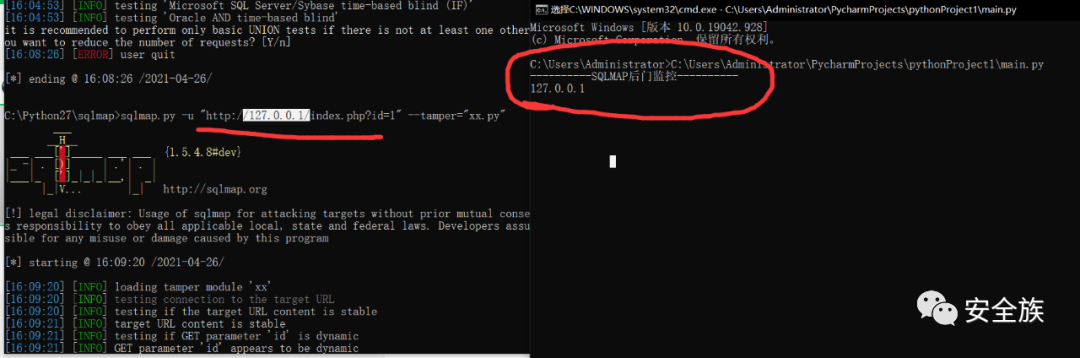 [16:04:53] [INFO] testing 'Microsoft SQL Server/Sybase time-based blind (IF)'
[16:04:53] [INFO] testing 'Oracle AND time-based blind'
it is recommended to perform only basic UNION tests if there is not at least one other
ou want to reduce the number of requests? [Y/n]
[16:08:26] [ERROR] user quit
[*] ending @ 16:08:26 /2021-04-26/
C:\Python27\sqlmap>sqlmap.py -u "http://127.0.0.1/index.php?id=1" --tamper="xx.py"
{1.5.4.8#dev}
http://sqlmap.org
[!] legal disclaimer: Usage of sqlmap for attacking targets without prior mutual conse
s responsibility to obey all applicable local, state and federal laws. Developers assu
sible for any misuse or damage caused by this program
[*] starting @ 16:09:20 /2021-04-26/
[16:09:20] [INFO] loading tamper module 'xx'
[16:09:20] [INFO] testing connection to the target URL
[16:09:20] [INFO] testing if the target URL content is stable
[16:09:21] [INFO] target URL content is stable
[16:09:21] [INFO] testing if GET parameter 'id' is dynamic
[16:09:21] [INFO] GET parameter 'id' appears to be dynamic
选择C:\WINDOWS\system32\cmd.exe - C:\Users\Administrator\PycharmProjects\pythonProject1\main.py
Microsoft Windows [版本 10.0.19042.928]
(c) Microsoft Corporation. 保留所有权利。
C:\Users\Administrator>C:\Users\Administrator\PycharmProjects\pythonProject1\main.py
----------SQLMAP后门监控----------
127.0.0.1
安全族